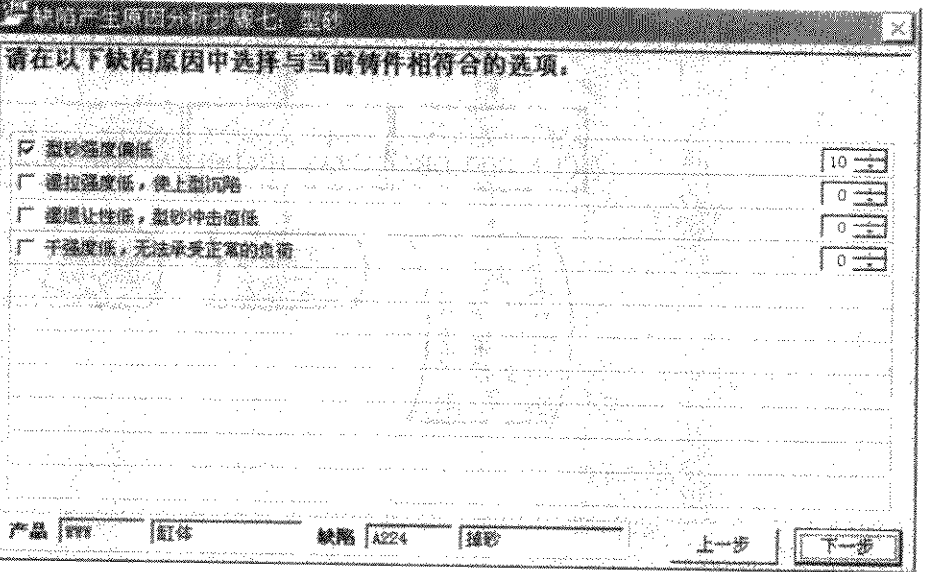 缺陷产生原因分析步骤七: 型砂
请在以下缺陷原因中选择与当前铸件相符合的选项:
型砂强度偏低 10
湿拉强度低,使上型沉陷 0
湿退让性低,型砂冲击值低 0
干强度低,无法承受正常的负荷 0
产品 YYY 缸体 缺陷 A224 掉砂 上一步 下一步